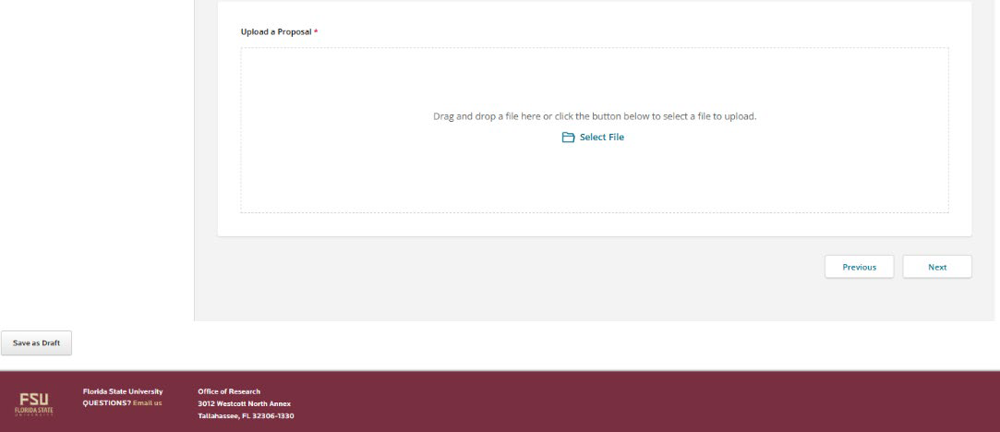 Upload a Proposal *
Drag and drop a file here or click the button below to select a file to upload.
Select File
Previous
Next
Save as Draft
FSU
FLORIDA STATE
UNIVERSITY
Florida State University
QUESTIONS? Email us
Office of Research
3012 Westcott North Annex
Tallahassee, FL 32306-1330